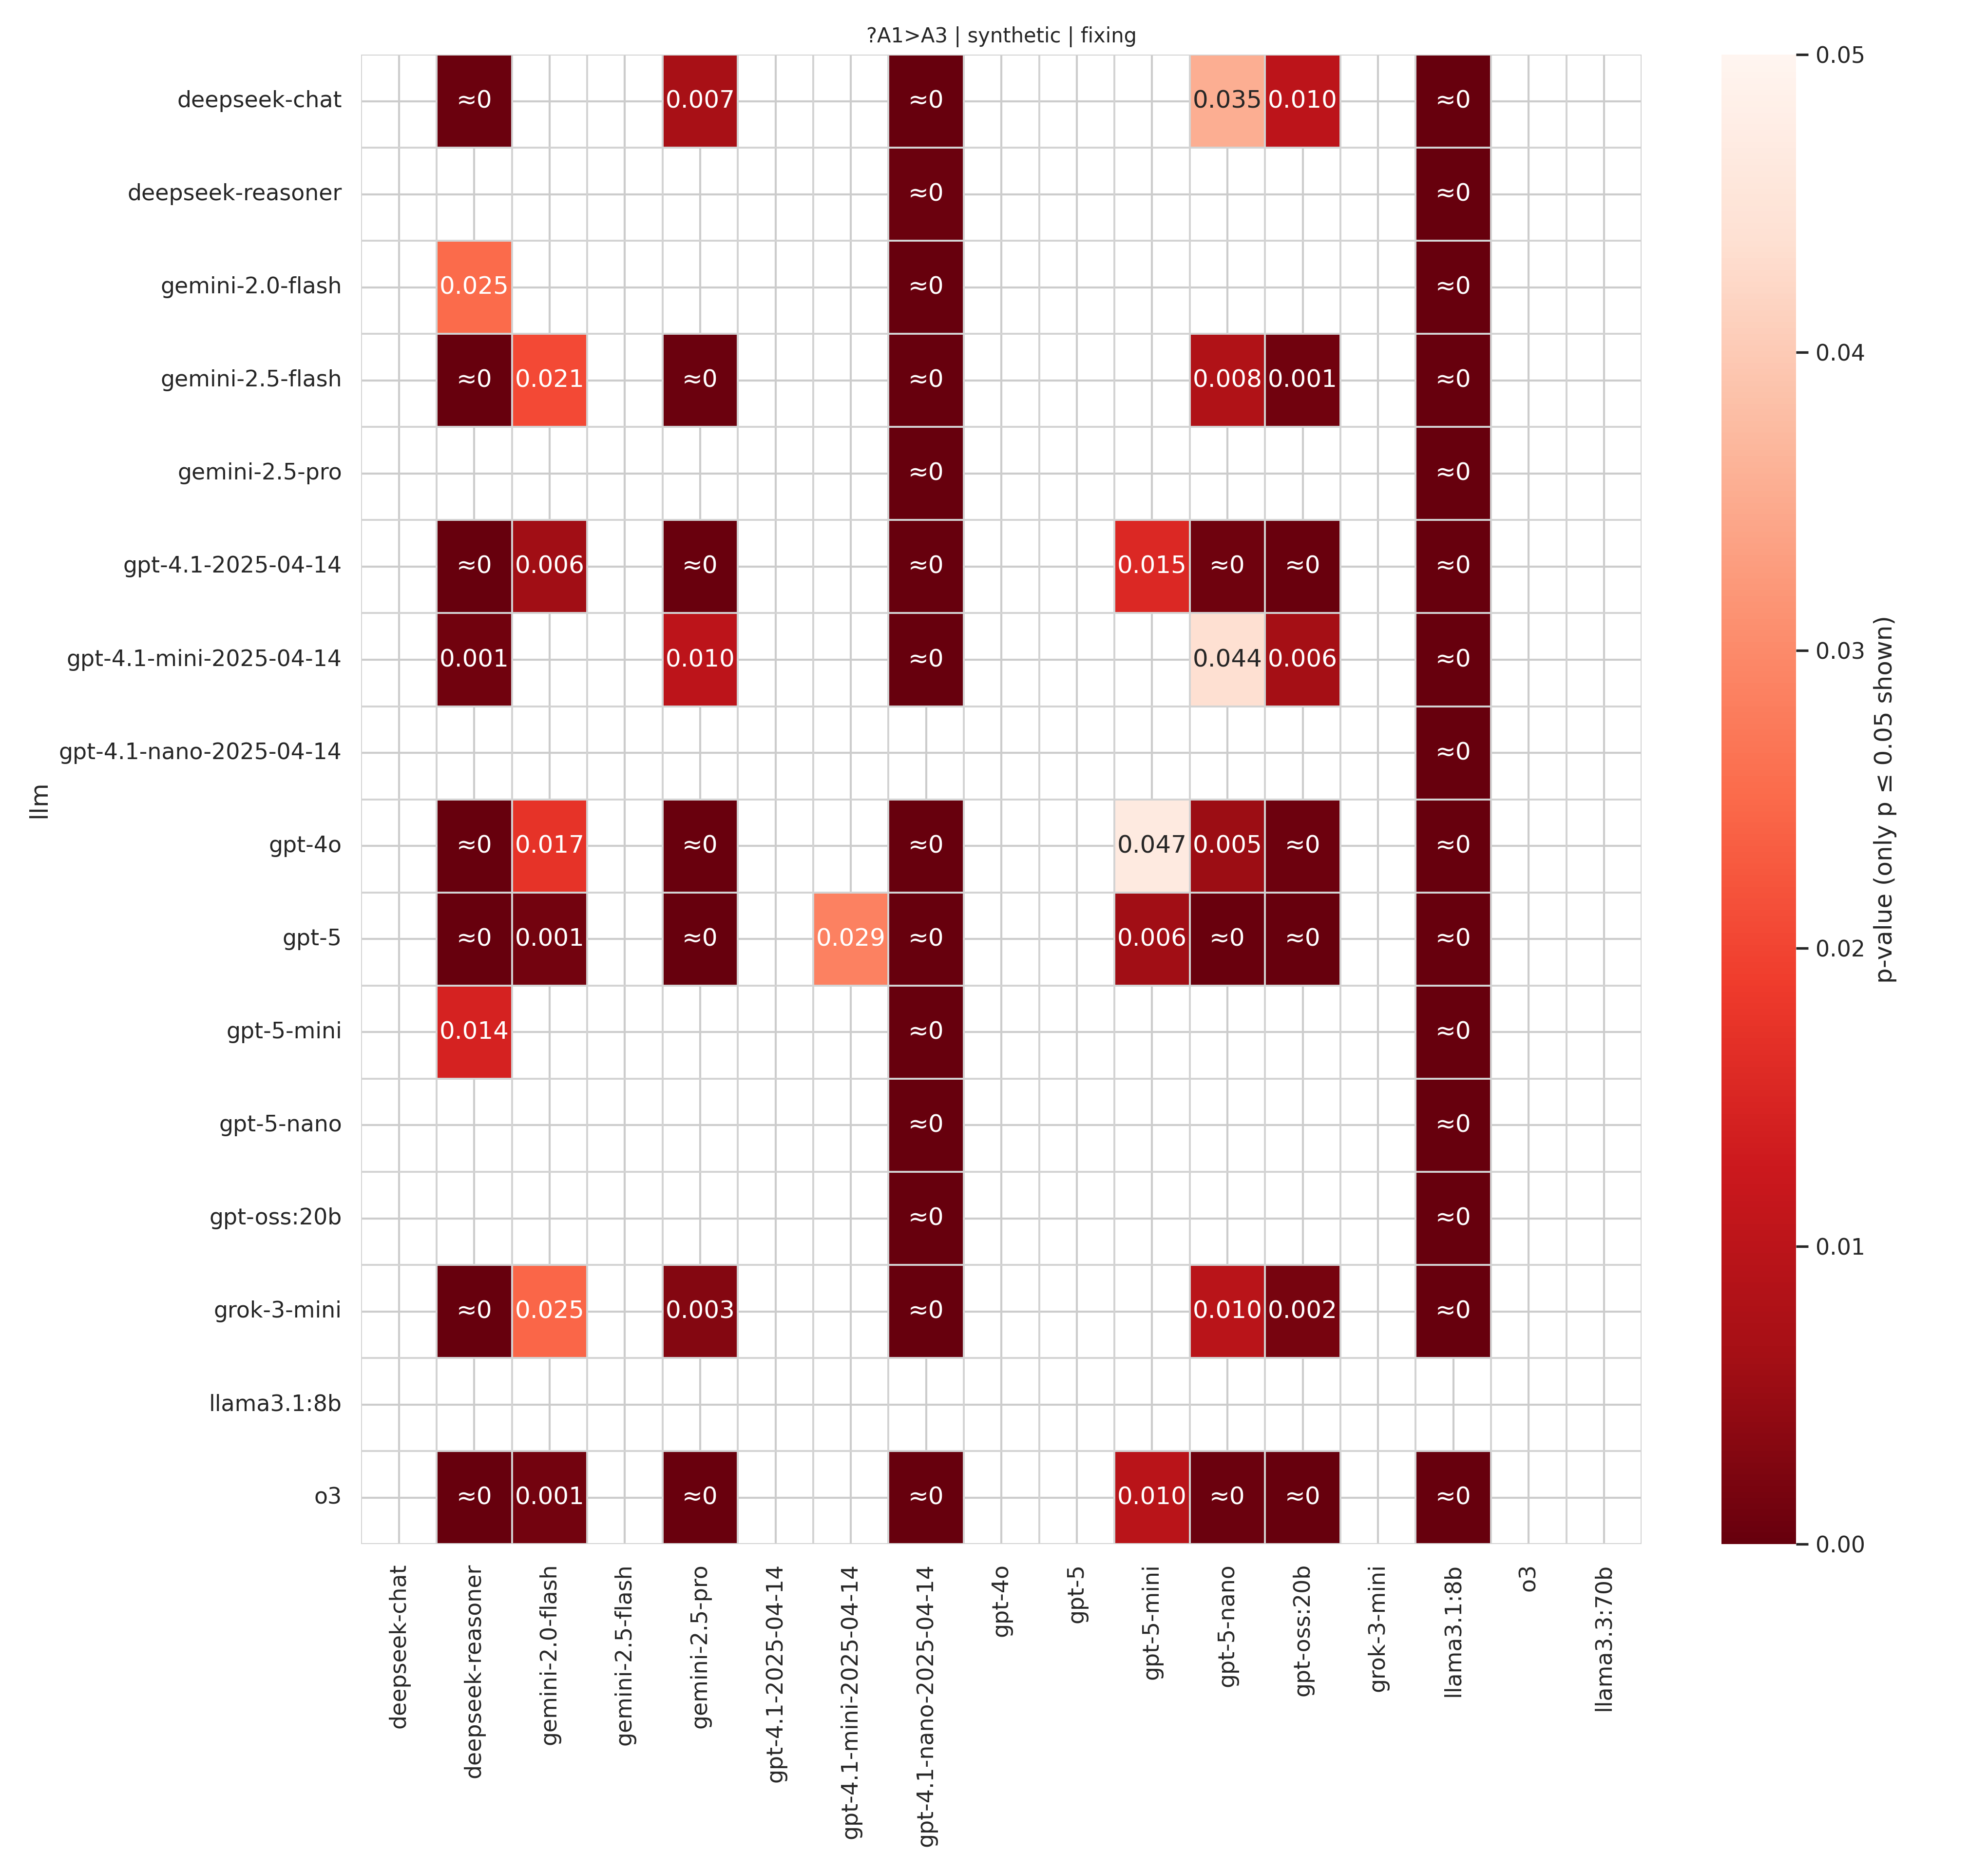 ?A1>A3 | synthetic | fixing
deepseek-chat ≈0 0.007 ≈0 0.035 0.010 ≈0
deepseek-reasoner ≈0 ≈0
gemini-2.0-flash 0.025 ≈0 ≈0
gemini-2.5-flash ≈0 0.021 ≈0 ≈0 0.008 0.001 ≈0
gemini-2.5-pro ≈0 ≈0
gpt-4.1-2025-04-14 ≈0 0.006 ≈0 ≈0 0.015 ≈0 ≈0 ≈0
gpt-4.1-mini-2025-04-14 0.001 0.010 ≈0 0.044 0.006 ≈0
gpt-4.1-nano-2025-04-14 ≈0
gpt-4o ≈0 0.017 ≈0 ≈0 0.047 0.005 ≈0 ≈0
gpt-5 ≈0 0.001 ≈0 0.029 ≈0 0.006 ≈0 ≈0 ≈0
gpt-5-mini 0.014 ≈0 ≈0
gpt-5-nano ≈0 ≈0
gpt-oss:20b ≈0 ≈0
grok-3-mini ≈0 0.025 0.003 ≈0 0.010 0.002 ≈0
llama3.1:8b
o3 ≈0 0.001 ≈0 ≈0 0.010 ≈0 ≈0 ≈0
llm
deepseek-chat
deepseek-reasoner
gemini-2.0-flash
gemini-2.5-flash
gemini-2.5-pro
gpt-4.1-2025-04-14
gpt-4.1-mini-2025-04-14
gpt-4.1-nano-2025-04-14
gpt-4o
gpt-5
gpt-5-mini
gpt-5-nano
gpt-oss:20b
grok-3-mini
llama3.1:8b
o3
llama3.3:70b
0.05
0.04
0.03
0.02
0.01
0.00
p-value (only p ≤ 0.05 shown)